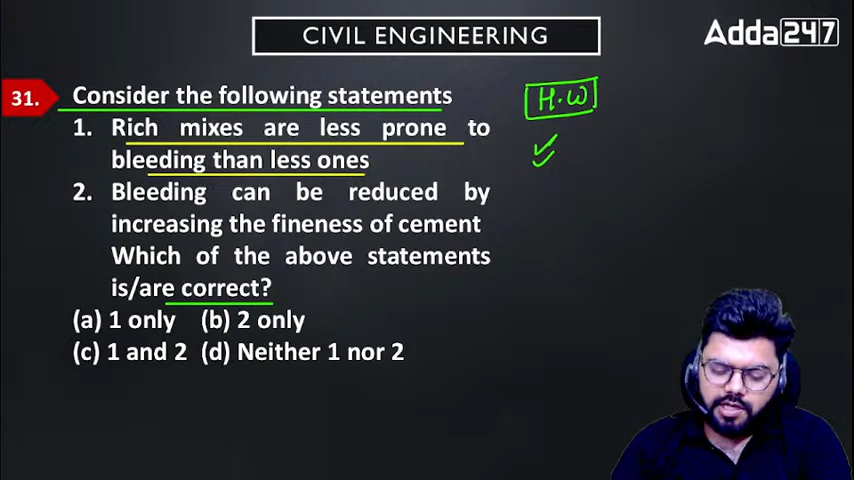 CIVIL ENGINEERING
Adda247
31. Consider the following statements
H.W
1. Rich mixes are less prone to
bleeding than less ones
2. Bleeding can be reduced by
increasing the fineness of cement
Which of the above statements
is/are correct?
(a) 1 only (b) 2 only
(c) 1 and 2 (d) Neither 1 nor 2